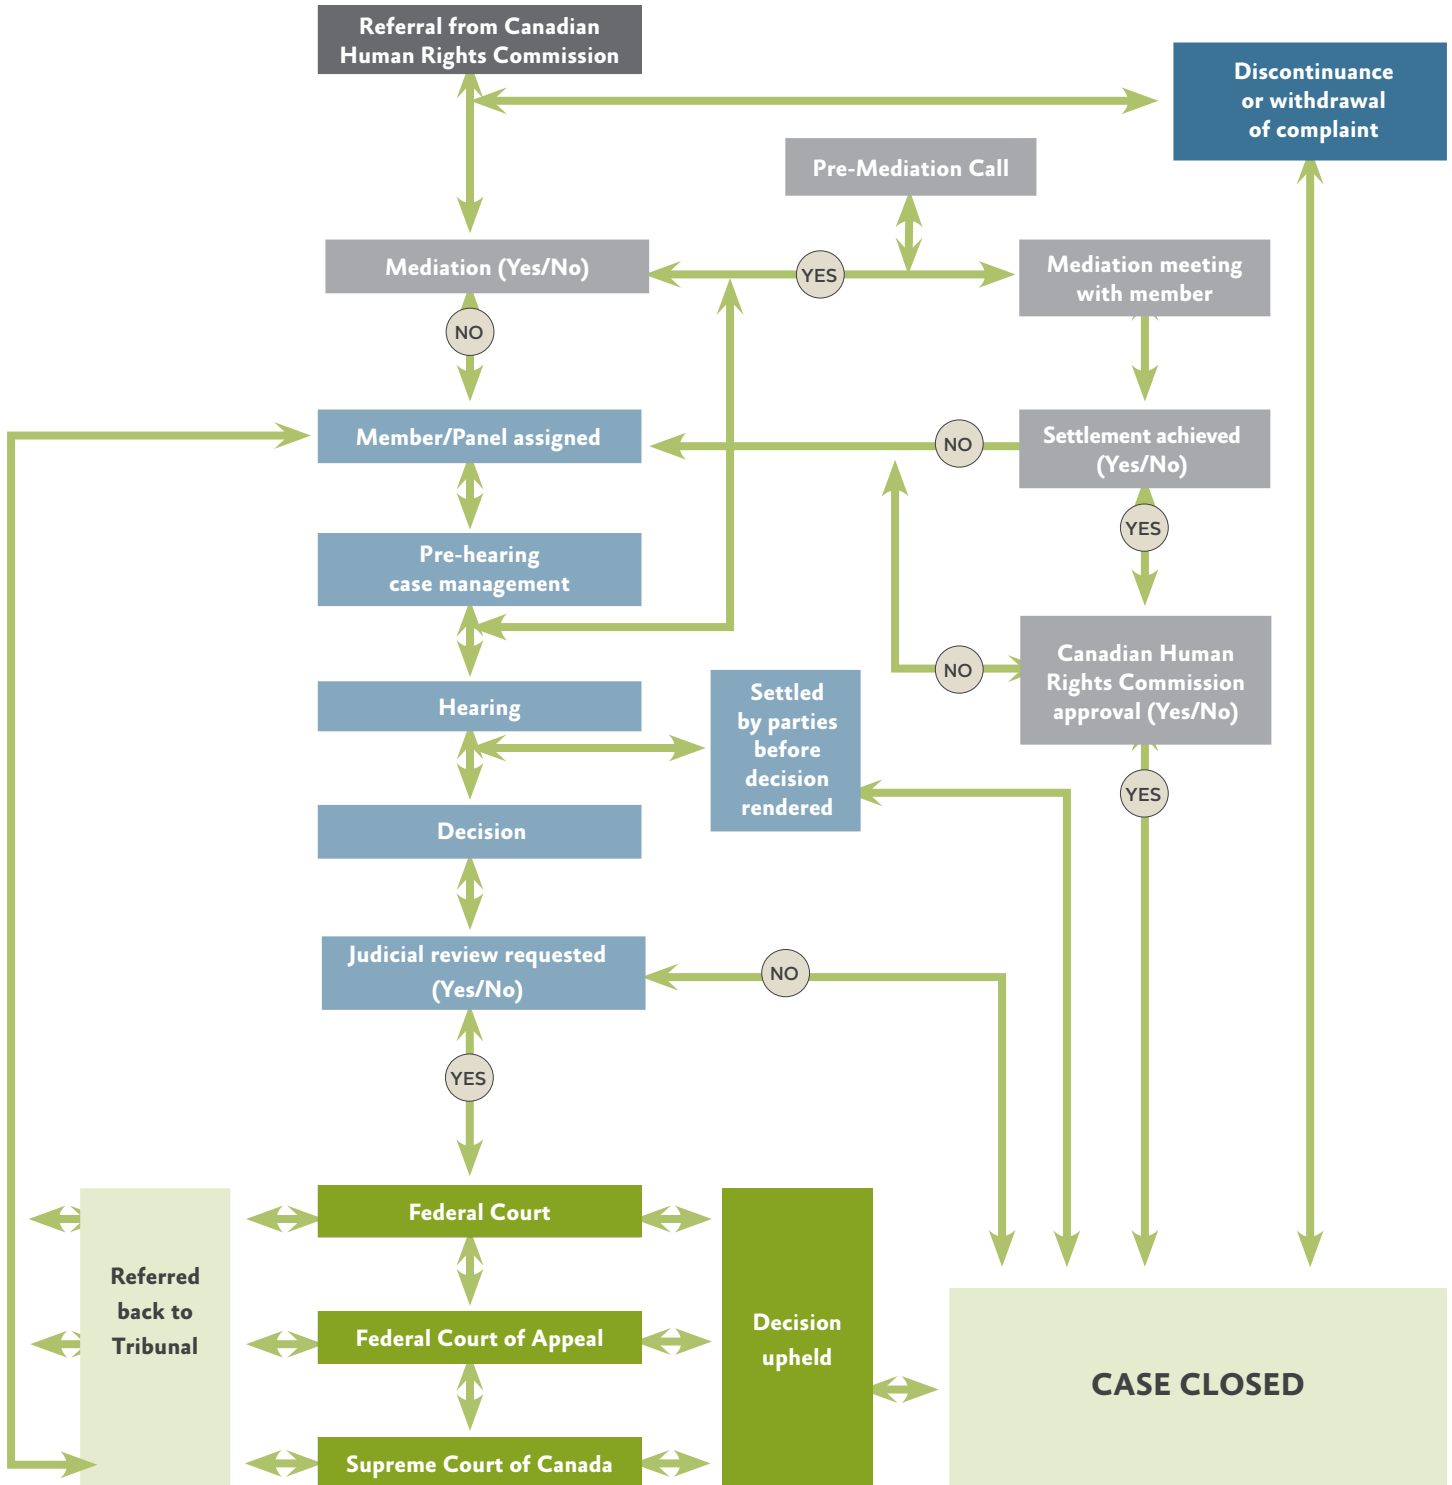 Referral from Canadian
Human Rights Commission
Discontinuance
or withdrawal
of complaint
Pre-Mediation Call
Mediation (Yes/No)
YES
Mediation meeting
with member
NO
Member/Panel assigned
NO
Settlement achieved
(Yes/No)
YES
Pre-hearing
case management
Canadian Human
Rights Commission
approval (Yes/No)
NO
Hearing
Settled
by parties
before
decision
rendered
YES
Decision
Judicial review requested
(Yes/No)
NO
YES
Federal Court
Referred
back to
Tribunal
Federal Court of Appeal
Decision
upheld
CASE CLOSED
Supreme Court of Canada